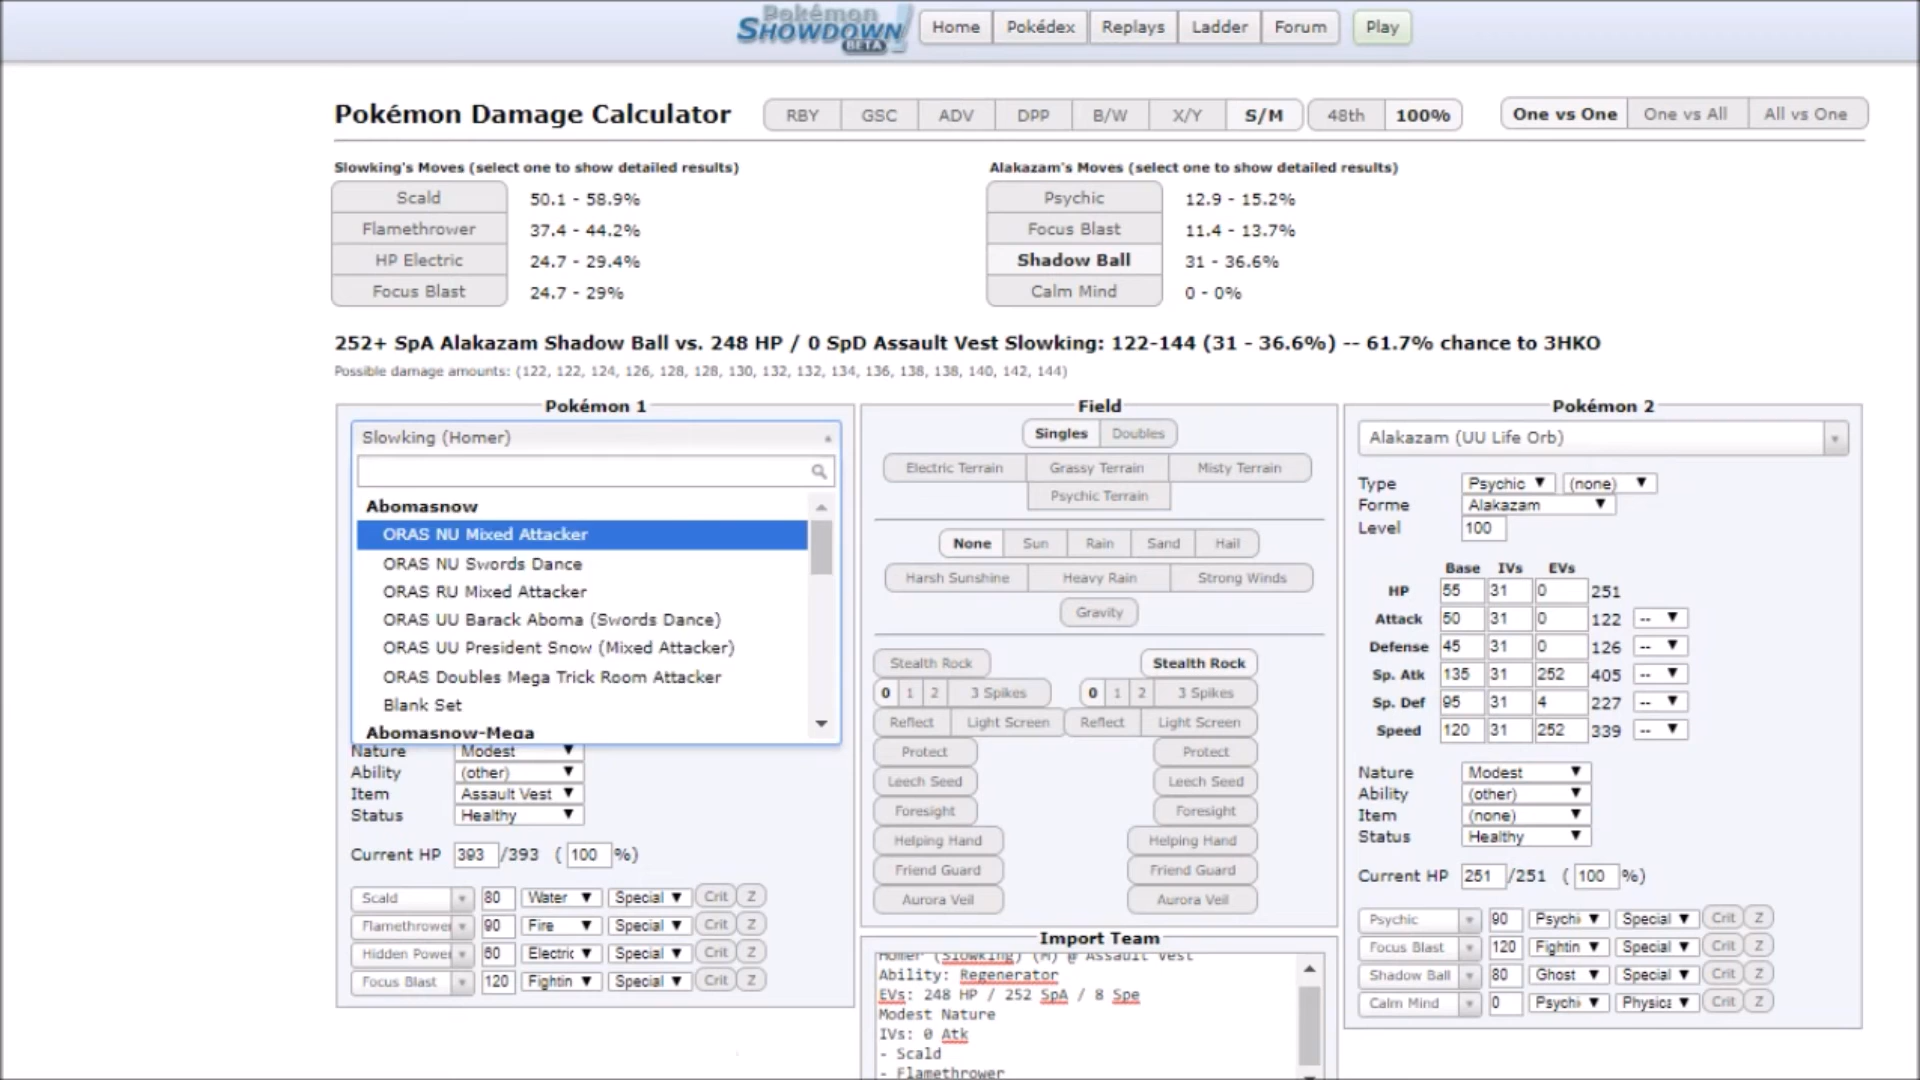 Pokémon
SHOWDOWN!
BETA
Home Pokédex Replays Ladder Forum Play
Pokémon Damage Calculator RBY GSC ADV DPP B/W X/Y S/M 48th 100% One vs One One vs All All vs One
Slowking's Moves (select one to show detailed results)
Scald 50.1 - 58.9%
Flamethrower 37.4 - 44.2%
HP Electric 24.7 - 29.4%
Focus Blast 24.7 - 29%
Alakazam's Moves (select one to show detailed results)
Psychic 12.9 - 15.2%
Focus Blast 11.4 - 13.7%
Shadow Ball 31 - 36.6%
Calm Mind 0 - 0%
252+ SpA Alakazam Shadow Ball vs. 248 HP / 0 SpD Assault Vest Slowking: 122-144 (31 - 36.6%) -- 61.7% chance to 3HKO
Possible damage amounts: (122, 122, 124, 126, 128, 128, 130, 132, 132, 134, 136, 138, 138, 140, 142, 144)
Pokémon 1
Slowking (Homer)
Abomasnow
ORAS NU Mixed Attacker
ORAS NU Swords Dance
ORAS RU Mixed Attacker
ORAS UU Barack Aboma (Swords Dance)
ORAS UU President Snow (Mixed Attacker)
ORAS Doubles Mega Trick Room Attacker
Blank Set
Abomasnow-Mega
Nature Modest
Ability (other)
Item Assault Vest
Status Healthy
Current HP 393 /393 ( 100 %)
Scald 80 Water Special Crit Z
Flamethrower 90 Fire Special Crit Z
Hidden Power 60 Electric Special Crit Z
Focus Blast 120 Fightin Special Crit Z
Field
Singles Doubles
Electric Terrain Grassy Terrain Misty Terrain
Psychic Terrain
None Sun Rain Sand Hail
Harsh Sunshine Heavy Rain Strong Winds
Gravity
Stealth Rock Stealth Rock
0 1 2 3 Spikes 0 1 2 3 Spikes
Reflect Light Screen Reflect Light Screen
Protect Protect
Leech Seed Leech Seed
Foresight Foresight
Helping Hand Helping Hand
Friend Guard Friend Guard
Aurora Veil Aurora Veil
Import Team
Homer (Slowking) (M) @ Assault Vest
Ability: Regenerator
EVs: 248 HP / 252 SpA / 8 Spe
Modest Nature
IVs: 0 Atk
- Scald
- Flamethrower
Pokémon 2
Alakazam (UU Life Orb)
Type Psychic (none)
Forme Alakazam
Level 100
Base IVs EVs
HP 55 31 0 251
Attack 50 31 0 122 --
Defense 45 31 0 126 --
Sp. Atk 135 31 252 405 --
Sp. Def 95 31 4 227 --
Speed 120 31 252 339 --
Nature Modest
Ability (other)
Item (none)
Status Healthy
Current HP 251 /251 ( 100 %)
Psychic 90 Psychi Special Crit Z
Focus Blast 120 Fightin Special Crit Z
Shadow Ball 80 Ghost Special Crit Z
Calm Mind 0 Psychi Physica Crit Z